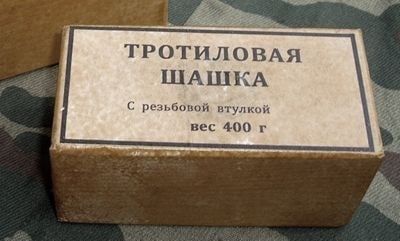 ТРОТИЛОВАЯ
ШАШКА
С резьбовой втулкой
вес 400 г